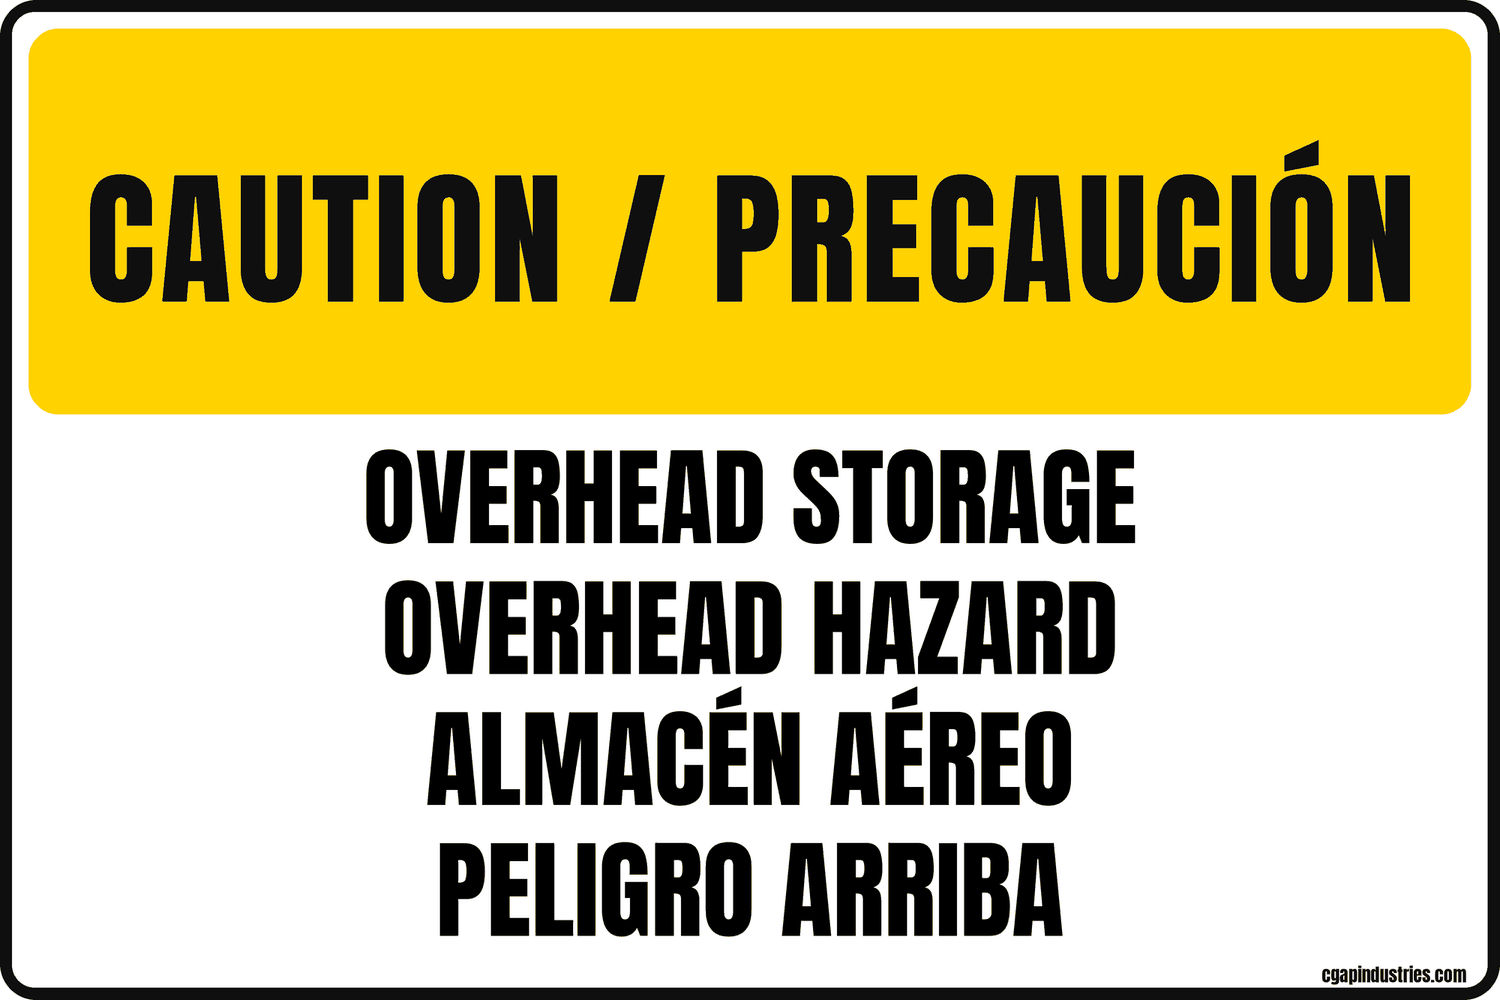 CAUTION / PRECAUCIÓN
OVERHEAD STORAGE
OVERHEAD HAZARD
ALMACÉN AÉREO
PELIGRO ARRIBA
cgapindustries.com